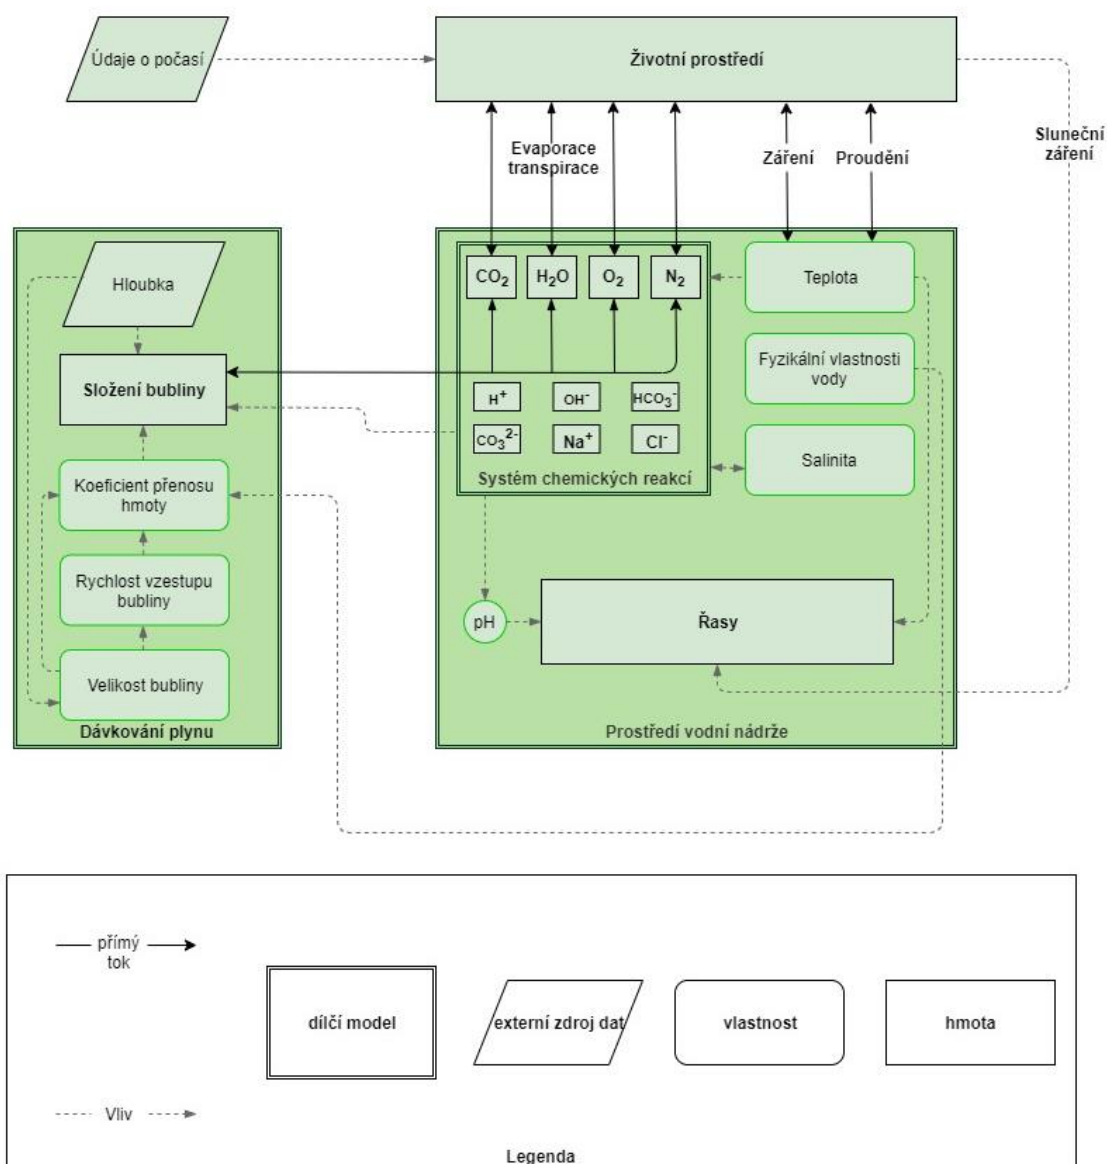 Údaje o počasí
Životní prostředí
Sluneční
záření
Evaporace
transpirace
Záření
Proudění
Hloubka
CO₂
H₂O
O₂
N₂
Teplota
Složení bubliny
Fyzikální vlastnosti
vody
H⁺
OH⁻
HCO₃⁻
CO₃²⁻
Na⁺
Cl⁻
Systém chemických reakcí
Salinita
Koeficient přenosu
hmoty
Rychlost vzestupu
bubliny
pH
Řasy
Velikost bubliny
Dávkování plynu
Prostředí vodní nádrže
přímý
tok
dílčí model
externí zdroj dat
vlastnost
hmota
Vliv
Legenda